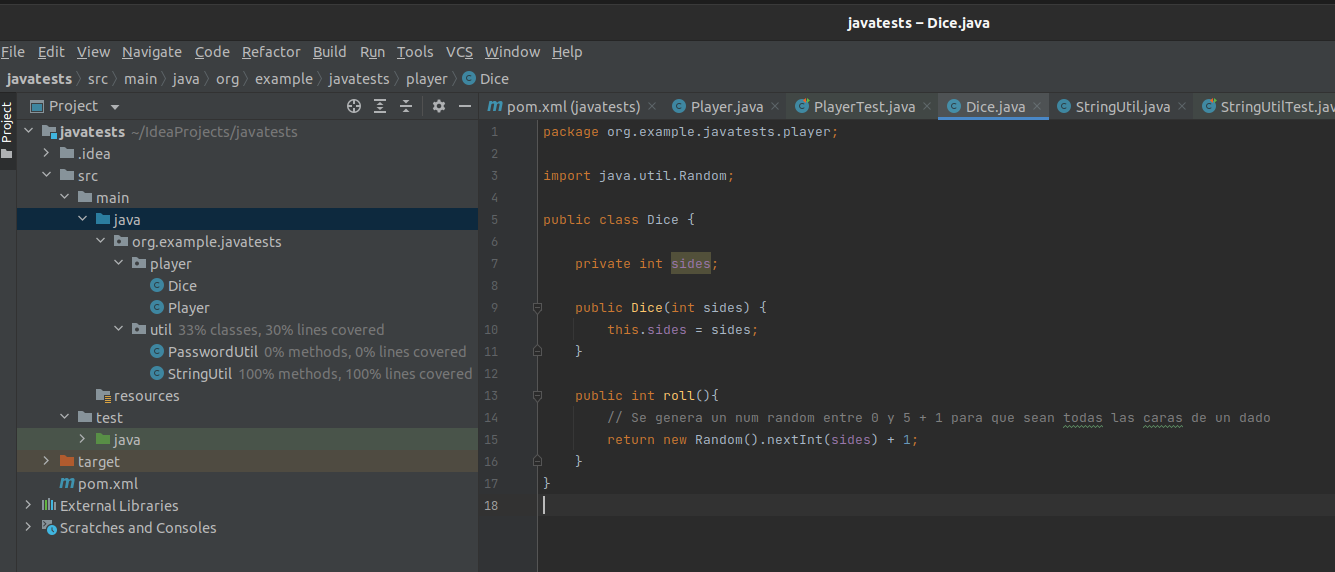 javatests – Dice.java
File Edit View Navigate Code Refactor Build Run Tools VCS Window Help
javatests src main java org example javatests player Dice
Project
Project
pom.xml (javatests) Player.java PlayerTest.java Dice.java StringUtil.java StringUtilTest.java
javatests ~/IdeaProjects/javatests
.idea
src
main
java
org.example.javatests
player
Dice
Player
util 33% classes, 30% lines covered
PasswordUtil 0% methods, 0% lines covered
StringUtil 100% methods, 100% lines covered
resources
test
java
target
pom.xml
External Libraries
Scratches and Consoles
1 package org.example.javatests.player;
2
3 import java.util.Random;
4
5 public class Dice {
6
7 private int sides;
8
9 public Dice(int sides) {
10 this.sides = sides;
11 }
12
13 public int roll(){
14 // Se genera un num random entre 0 y 5 + 1 para que sean todas las caras de un dado
15 return new Random().nextInt(sides) + 1;
16 }
17 }
18